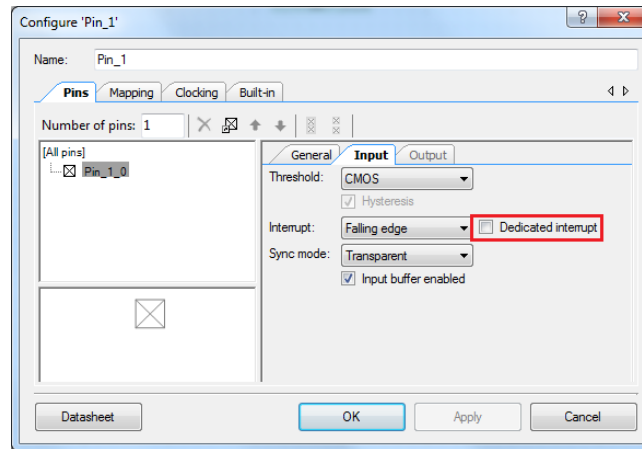 Configure 'Pin_1'
Name: Pin_1
Pins Mapping Clocking Built-in
Number of pins: 1
[All pins]
Pin_1_0
General Input Output
Threshold: CMOS
Hysteresis
Interrupt: Falling edge Dedicated interrupt
Sync mode: Transparent
Input buffer enabled
Datasheet OK Apply Cancel